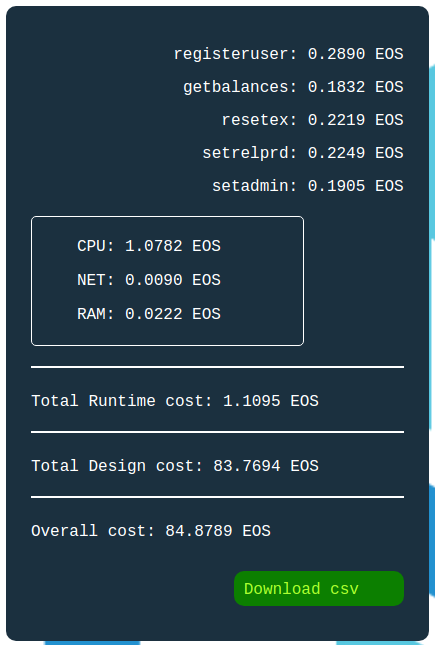 registeruser: 0.2890 EOS
getbalances: 0.1832 EOS
resetex: 0.2219 EOS
setrelprd: 0.2249 EOS
setadmin: 0.1905 EOS
CPU: 1.0782 EOS
NET: 0.0090 EOS
RAM: 0.0222 EOS
Total Runtime cost: 1.1095 EOS
Total Design cost: 83.7694 EOS
Overall cost: 84.8789 EOS
Download csv